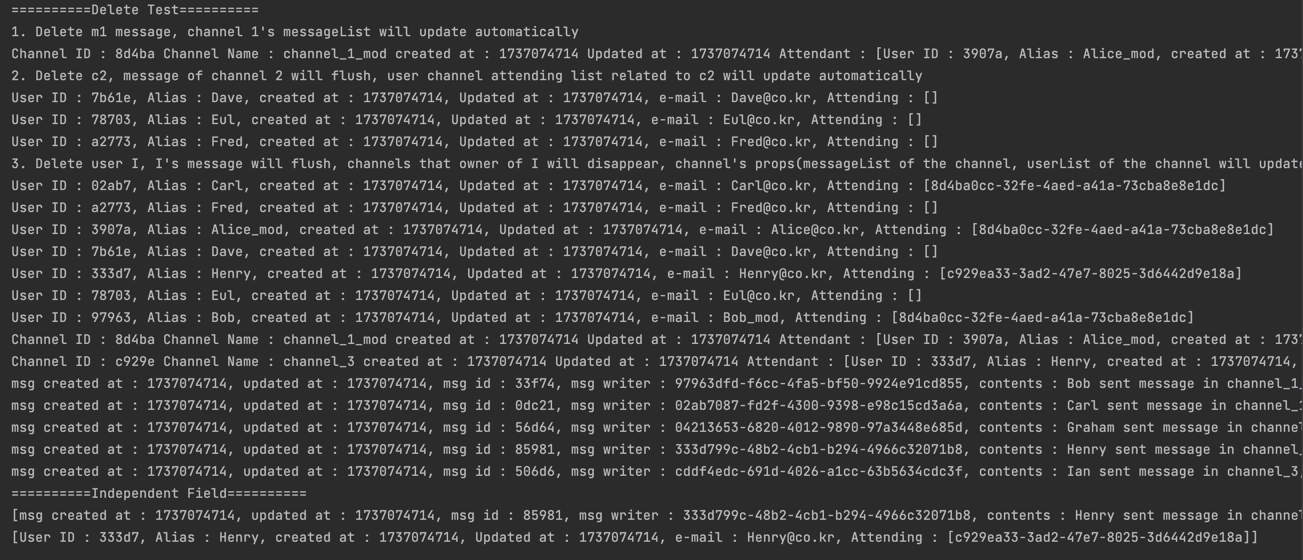 ==========Delete Test==========
1. Delete m1 message, channel 1's messageList will update automatically
Channel ID : 8d4ba Channel Name : channel_1_mod created at : 1737074714 Updated at : 1737074714 Attendant : [User ID : 3907a, Alias : Alice_mod, created at : 1737
2. Delete c2, message of channel 2 will flush, user channel attending list related to c2 will update automatically
User ID : 7b61e, Alias : Dave, created at : 1737074714, Updated at : 1737074714, e-mail : Dave@co.kr, Attending : []
User ID : 78703, Alias : Eul, created at : 1737074714, Updated at : 1737074714, e-mail : Eul@co.kr, Attending : []
User ID : a2773, Alias : Fred, created at : 1737074714, Updated at : 1737074714, e-mail : Fred@co.kr, Attending : []
3. Delete user I, I's message will flush, channels that owner of I will disappear, channel's props(messageList of the channel, userList of the channel will update
User ID : 02ab7, Alias : Carl, created at : 1737074714, Updated at : 1737074714, e-mail : Carl@co.kr, Attending : [8d4ba0cc-32fe-4aed-a41a-73cba8e8e1dc]
User ID : a2773, Alias : Fred, created at : 1737074714, Updated at : 1737074714, e-mail : Fred@co.kr, Attending : []
User ID : 3907a, Alias : Alice_mod, created at : 1737074714, Updated at : 1737074714, e-mail : Alice@co.kr, Attending : [8d4ba0cc-32fe-4aed-a41a-73cba8e8e1dc]
User ID : 7b61e, Alias : Dave, created at : 1737074714, Updated at : 1737074714, e-mail : Dave@co.kr, Attending : []
User ID : 333d7, Alias : Henry, created at : 1737074714, Updated at : 1737074714, e-mail : Henry@co.kr, Attending : [c929ea33-3ad2-47e7-8025-3d6442d9e18a]
User ID : 78703, Alias : Eul, created at : 1737074714, Updated at : 1737074714, e-mail : Eul@co.kr, Attending : []
User ID : 97963, Alias : Bob, created at : 1737074714, Updated at : 1737074714, e-mail : Bob_mod, Attending : [8d4ba0cc-32fe-4aed-a41a-73cba8e8e1dc]
Channel ID : 8d4ba Channel Name : channel_1_mod created at : 1737074714 Updated at : 1737074714 Attendant : [User ID : 3907a, Alias : Alice_mod, created at : 1737
Channel ID : c929e Channel Name : channel_3 created at : 1737074714 Updated at : 1737074714 Attendant : [User ID : 333d7, Alias : Henry, created at : 1737074714,
msg created at : 1737074714, updated at : 1737074714, msg id : 33f74, msg writer : 97963dfd-f6cc-4fa5-bf50-9924e91cd855, contents : Bob sent message in channel_1,
msg created at : 1737074714, updated at : 1737074714, msg id : 0dc21, msg writer : 02ab7087-fd2f-4300-9398-e98c15cd3a6a, contents : Carl sent message in channel_1
msg created at : 1737074714, updated at : 1737074714, msg id : 56d64, msg writer : 04213653-6820-4012-9890-97a3448e685d, contents : Graham sent message in channel
msg created at : 1737074714, updated at : 1737074714, msg id : 85981, msg writer : 333d799c-48b2-4cb1-b294-4966c32071b8, contents : Henry sent message in channel_
msg created at : 1737074714, updated at : 1737074714, msg id : 506d6, msg writer : cddf4edc-691d-4026-a1cc-63b5634cdc3f, contents : Ian sent message in channel_3,
==========Independent Field==========
[msg created at : 1737074714, updated at : 1737074714, msg id : 85981, msg writer : 333d799c-48b2-4cb1-b294-4966c32071b8, contents : Henry sent message in channel
[User ID : 333d7, Alias : Henry, created at : 1737074714, Updated at : 1737074714, e-mail : Henry@co.kr, Attending : [c929ea33-3ad2-47e7-8025-3d6442d9e18a]]